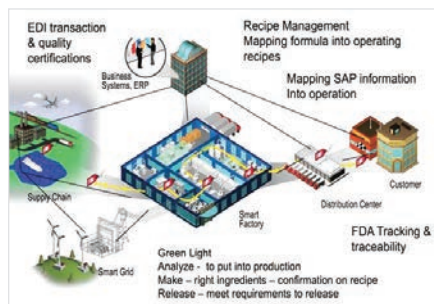 EDI transaction
& quality
certifications
Recipe Management
Mapping formula into operating
recipes
Business
Systems, ERP
Mapping SAP information
Into operation
Supply Chain
Smart
Factory
Distribution Center
Customer
Smart Grid
FDA Tracking &
traceability
Green Light
Analyze - to put into production
Make – right ingredients – confirmation on recipe
Release – meet requirements to release